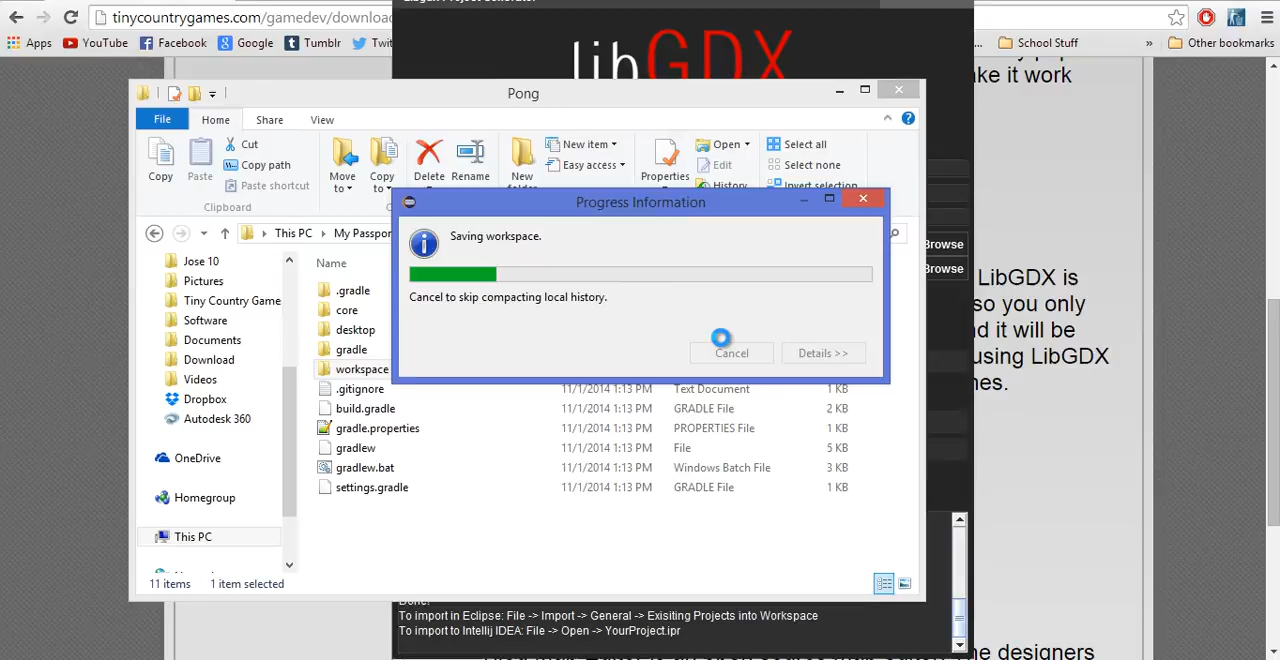 tinycountrygames.com/gamedev/downloa
Apps YouTube Facebook Google Tumblr Twit School Stuff » Other bookmarks
libGDX
ke it work
Pong
File Home Share View
Copy Paste Cut Copy path Paste shortcut Move to Copy to Delete Rename New New item Easy access Properties Open Edit History Select all Select none Invert selection
Clipboard
This PC My Passpor
Progress Information
Saving workspace.
Cancel to skip compacting local history.
Cancel Details >>
Browse
Browse
LibGDX is
so you only
d it will be
using LibGDX
nes.
Jose 10
Pictures
Tiny Country Game
Software
Documents
Download
Videos
Dropbox
Autodesk 360
OneDrive
Homegroup
This PC
Name
.gradle
core
desktop
gradle
workspace
.gitignore 11/1/2014 1:13 PM Text Document 1 KB
build.gradle 11/1/2014 1:13 PM GRADLE File 2 KB
gradle.properties 11/1/2014 1:13 PM PROPERTIES File 1 KB
gradlew 11/1/2014 1:13 PM File 5 KB
gradlew.bat 11/1/2014 1:13 PM Windows Batch File 3 KB
settings.gradle 11/1/2014 1:13 PM GRADLE File 1 KB
11 items 1 item selected
Done!
To import in Eclipse: File -> Import -> General -> Exisiting Projects into Workspace
To import to Intellij IDEA: File -> Open -> YourProject.ipr
he designers